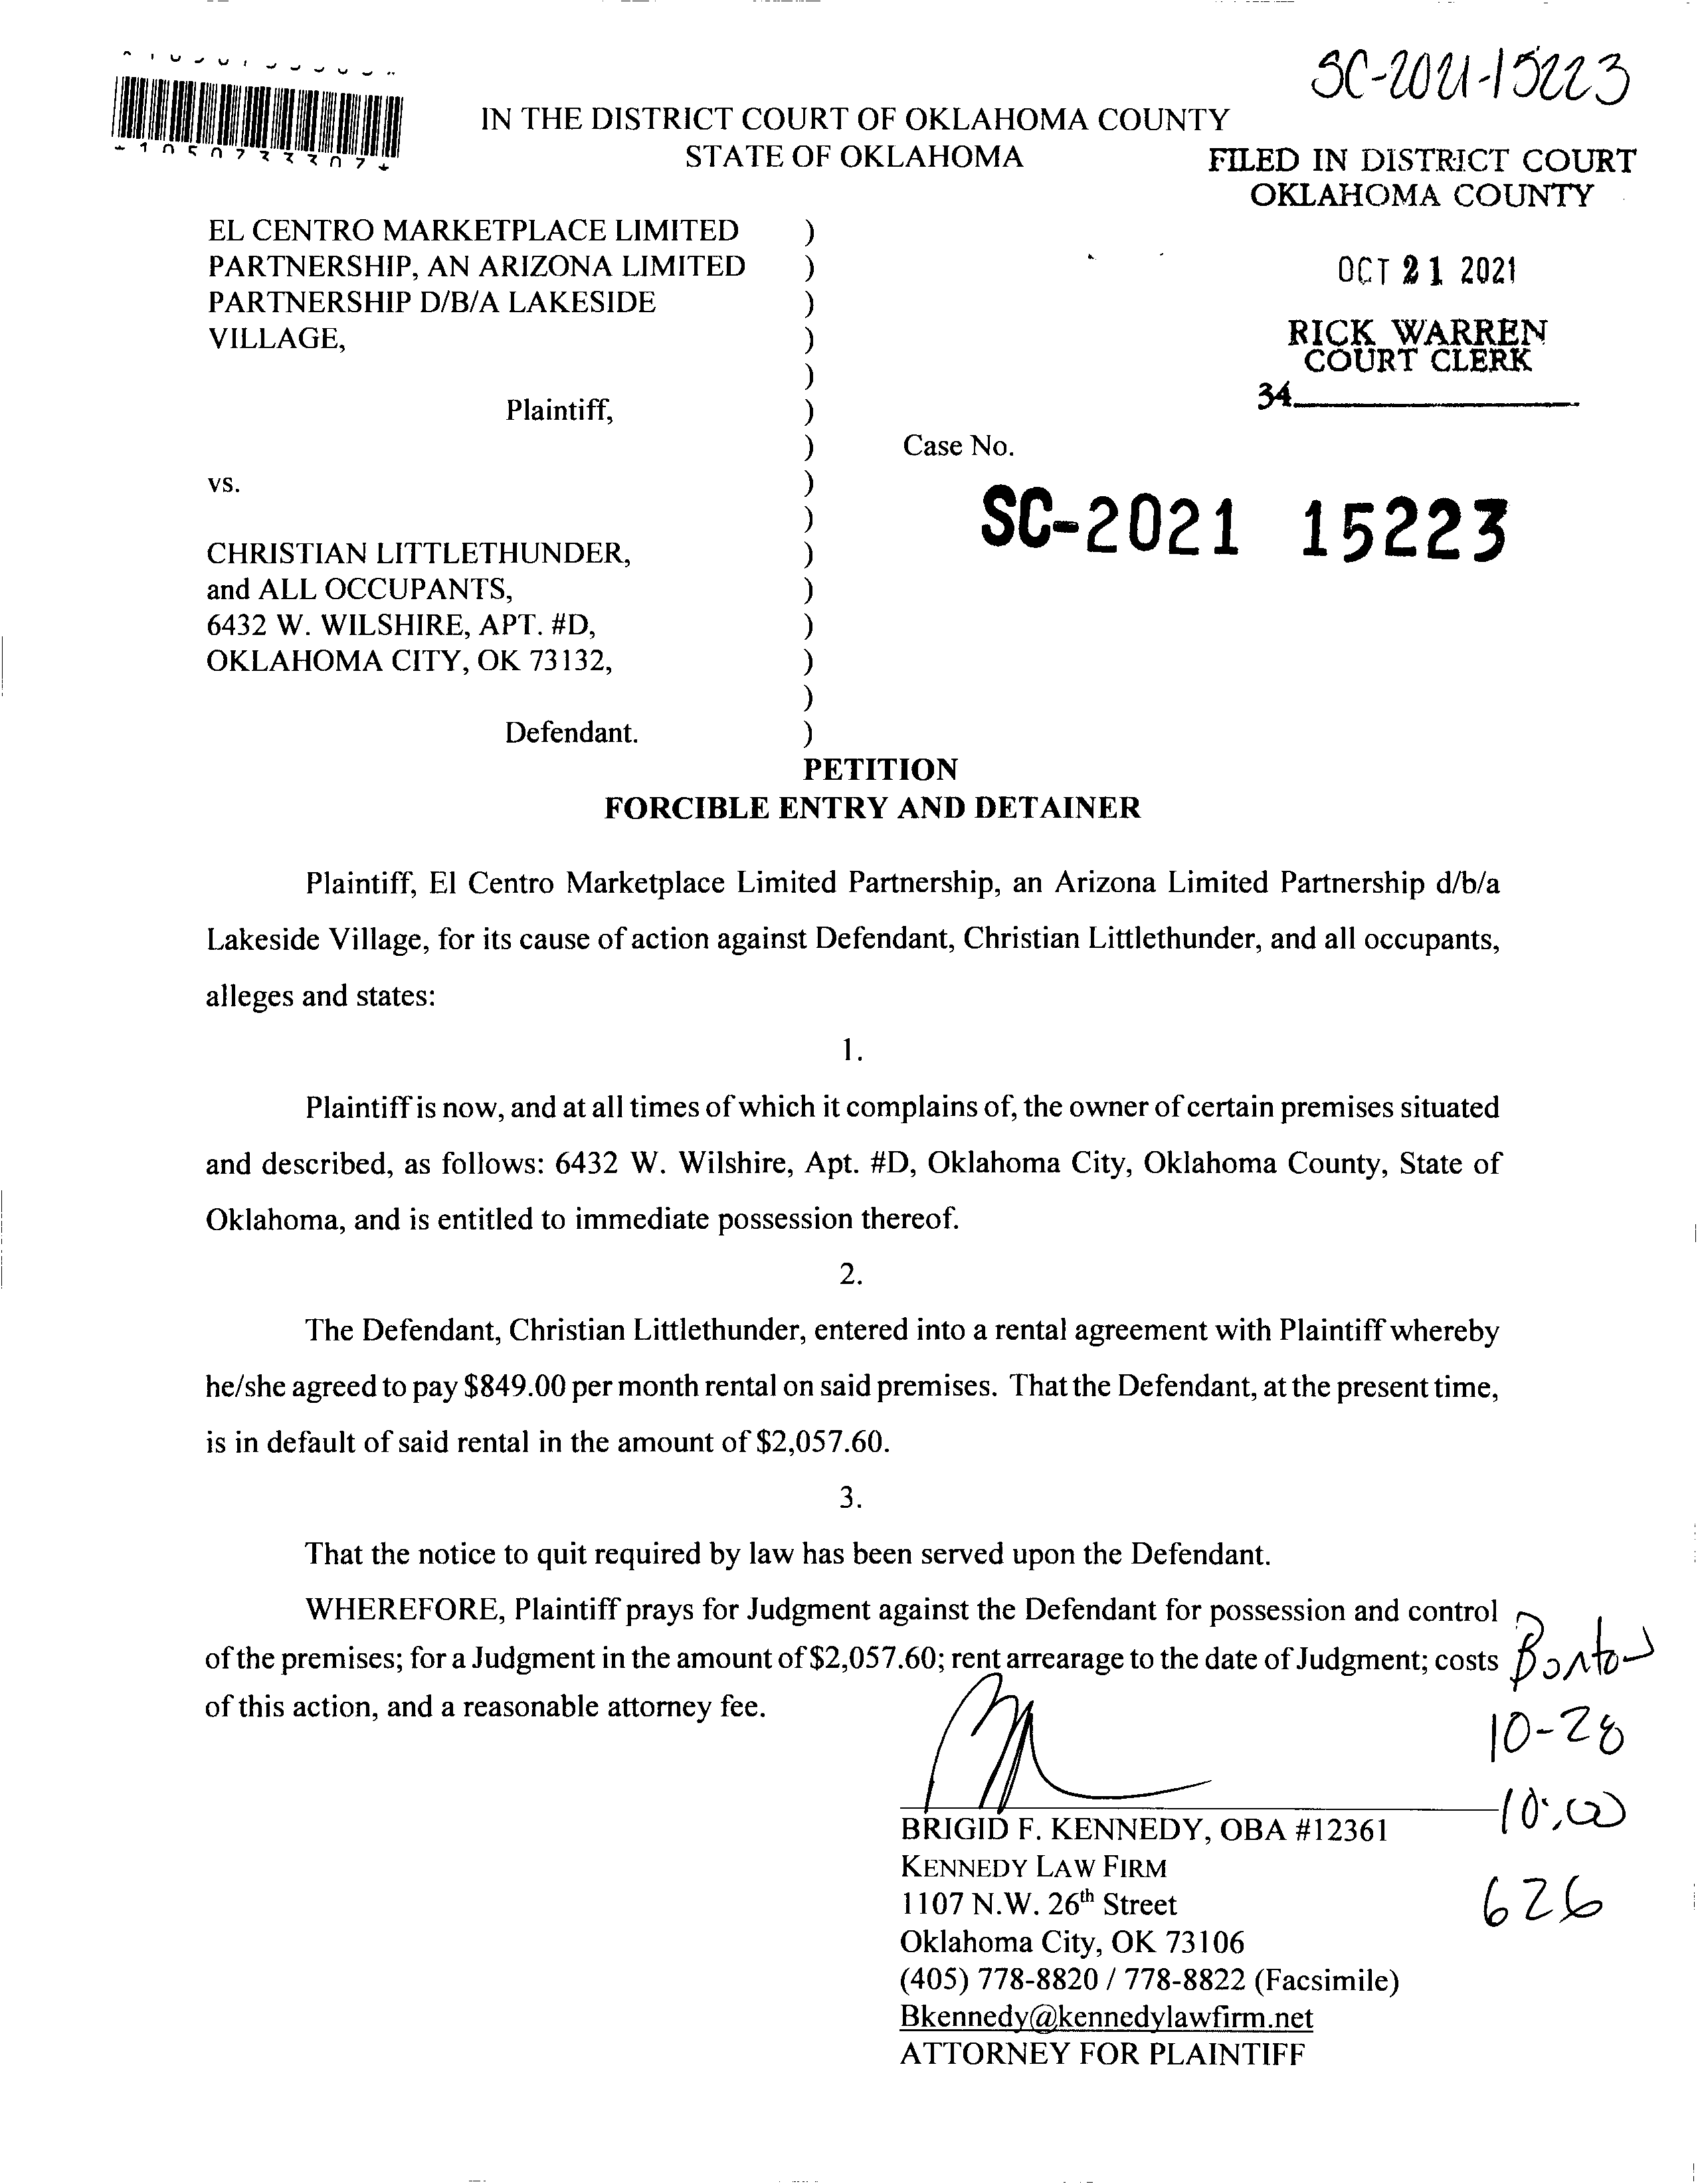 SC-2021-15223
IN THE DISTRICT COURT OF OKLAHOMA COUNTY
STATE OF OKLAHOMA
FILED IN DISTRICT COURT
OKLAHOMA COUNTY
OCT 21 2021
RICK WARREN
COURT CLERK
34
EL CENTRO MARKETPLACE LIMITED )
PARTNERSHIP, AN ARIZONA LIMITED )
PARTNERSHIP D/B/A LAKESIDE )
VILLAGE, )
)
Plaintiff, )
) Case No.
vs. )
) SC-2021 15223
CHRISTIAN LITTLETHUNDER, )
and ALL OCCUPANTS, )
6432 W. WILSHIRE, APT. #D, )
OKLAHOMA CITY, OK 73132, )
)
Defendant. )
PETITION
FORCIBLE ENTRY AND DETAINER
Plaintiff, El Centro Marketplace Limited Partnership, an Arizona Limited Partnership d/b/a
Lakeside Village, for its cause of action against Defendant, Christian Littlethunder, and all occupants,
alleges and states:
1.
Plaintiff is now, and at all times of which it complains of, the owner of certain premises situated
and described, as follows: 6432 W. Wilshire, Apt. #D, Oklahoma City, Oklahoma County, State of
Oklahoma, and is entitled to immediate possession thereof.
2.
The Defendant, Christian Littlethunder, entered into a rental agreement with Plaintiff whereby
he/she agreed to pay $849.00 per month rental on said premises. That the Defendant, at the present time,
is in default of said rental in the amount of $2,057.60.
3.
That the notice to quit required by law has been served upon the Defendant.
WHEREFORE, Plaintiff prays for Judgment against the Defendant for possession and control
of the premises; for a Judgment in the amount of $2,057.60; rent arrearage to the date of Judgment; costs
of this action, and a reasonable attorney fee.
10-28
10:00
626
BRIGID F. KENNEDY, OBA #12361
KENNEDY LAW FIRM
1107 N.W. 26th Street
Oklahoma City, OK 73106
(405) 778-8820 / 778-8822 (Facsimile)
Bkennedy@kennedylawfirm.net
ATTORNEY FOR PLAINTIFF